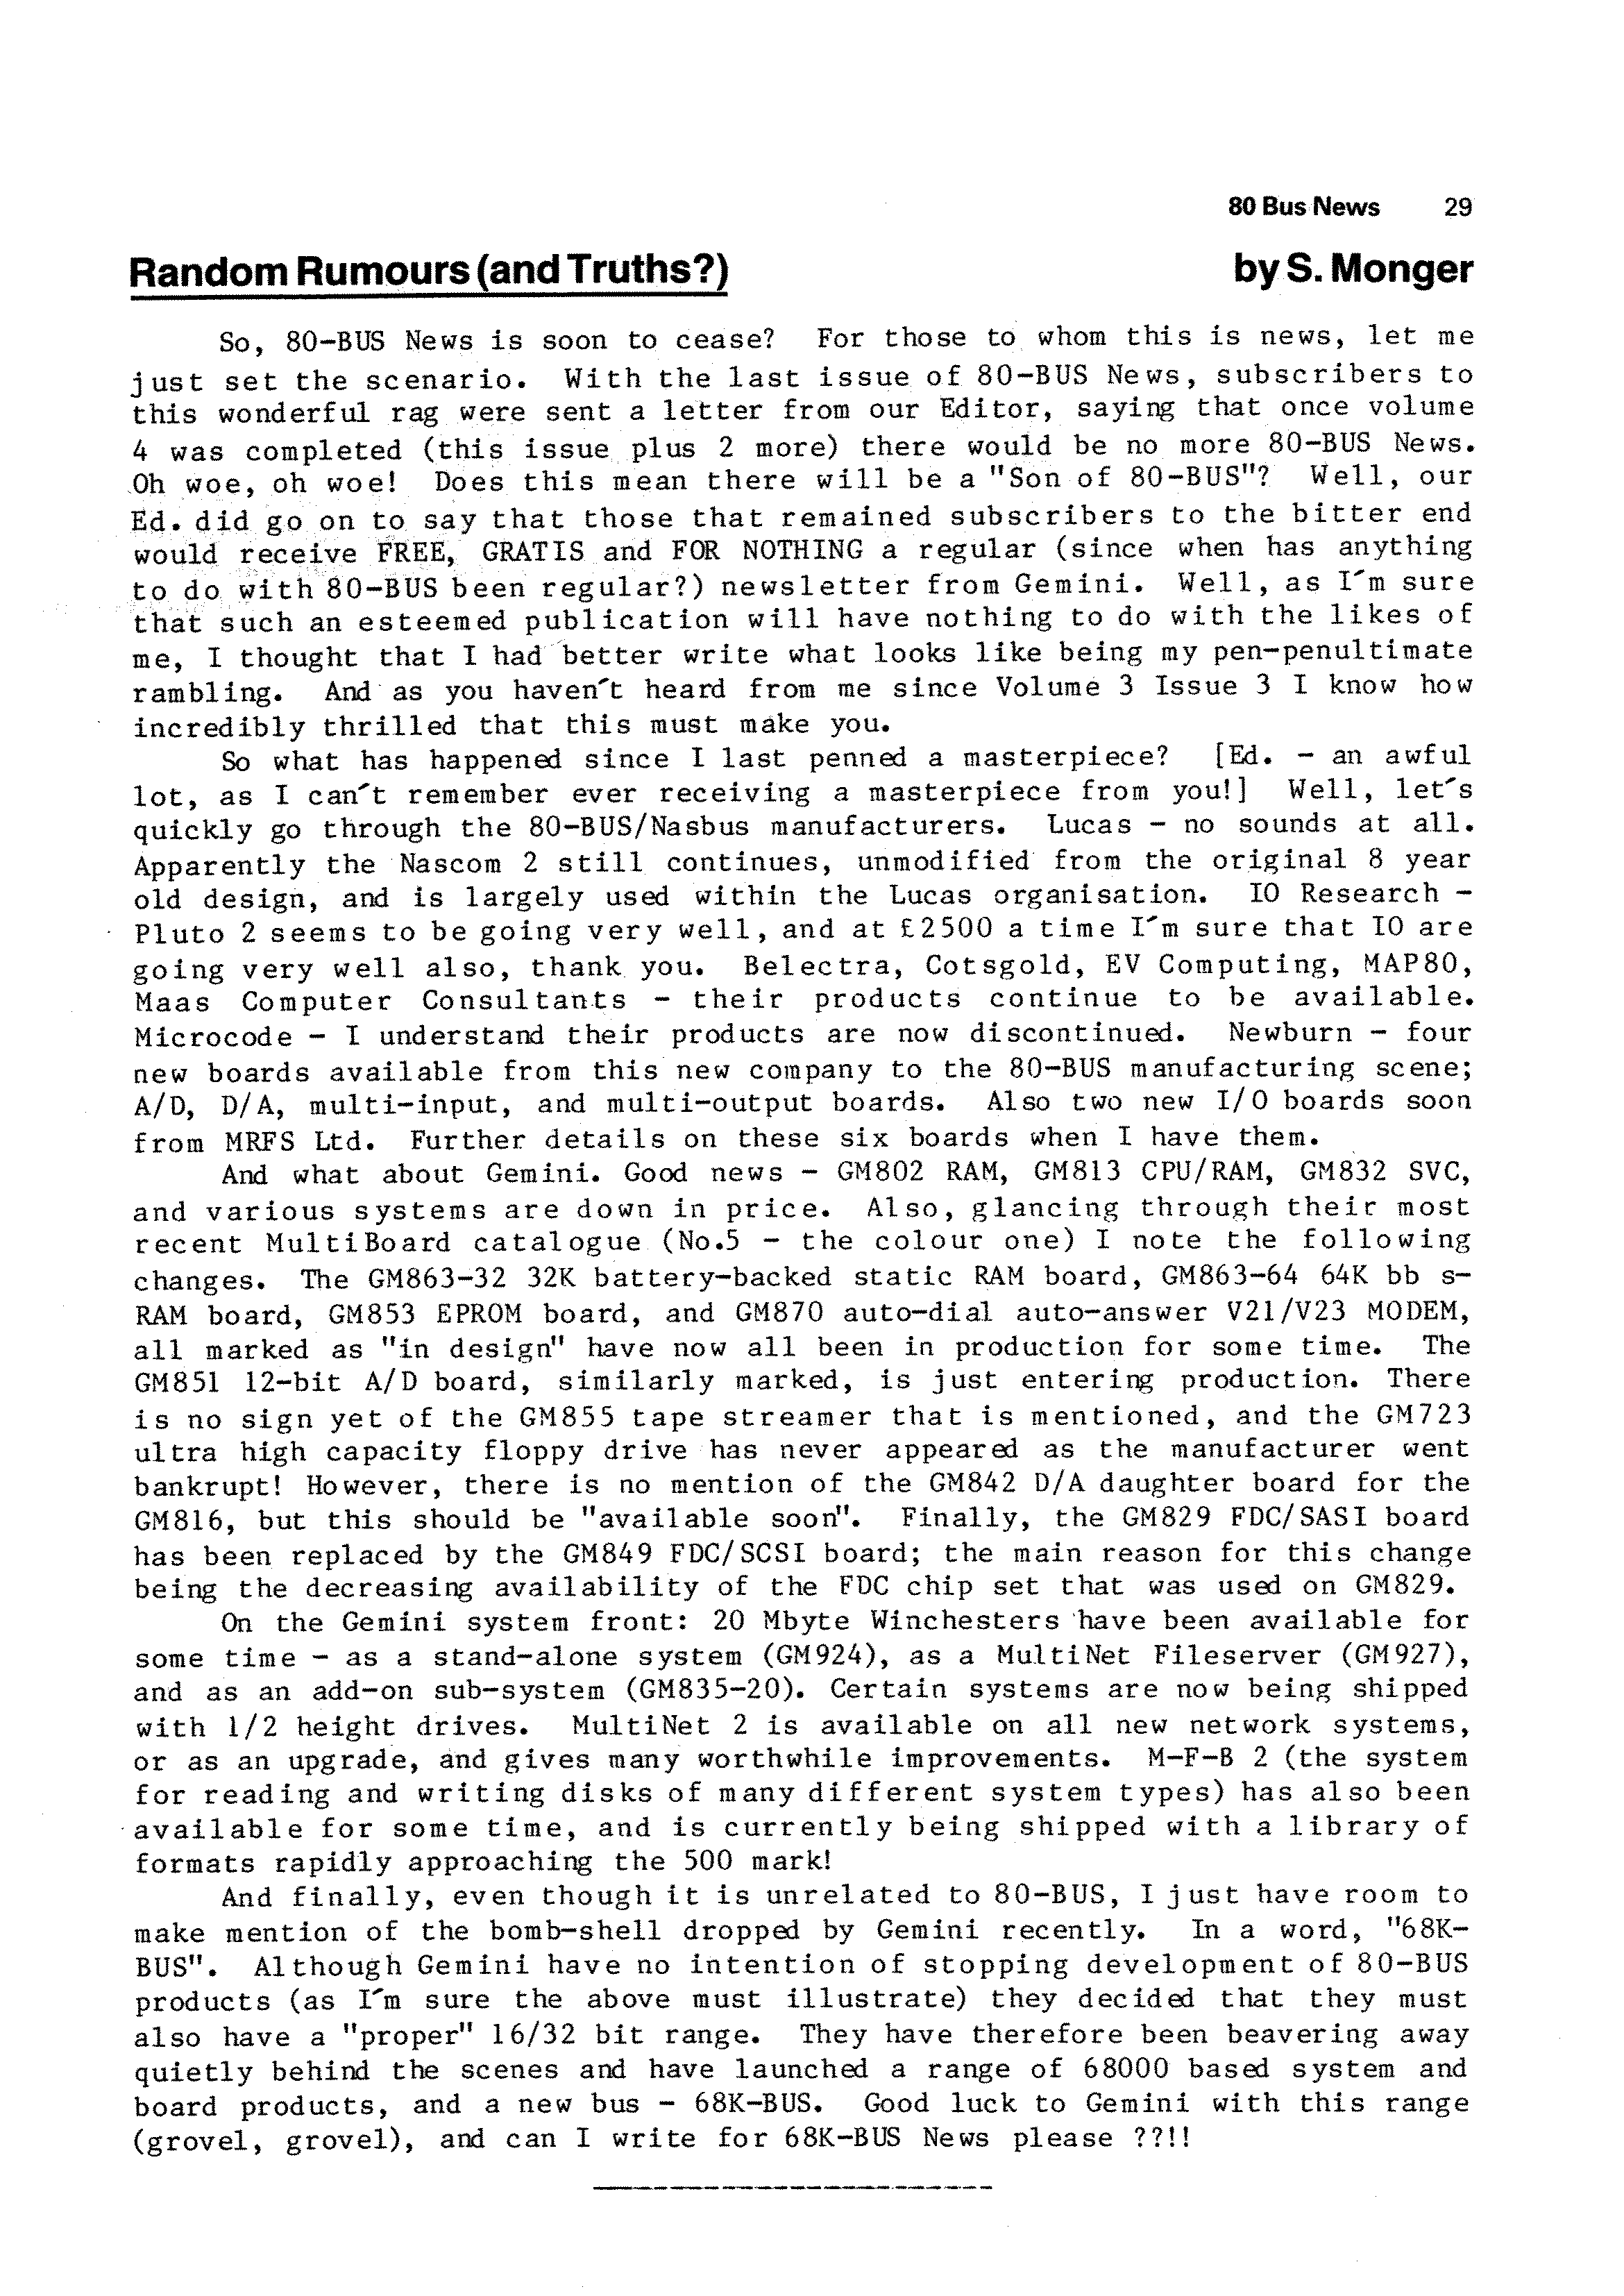 80 Bus News 29
Random Rumours (and Truths?) by S. Monger
So, 80-BUS News is soon to cease? For those to whom this is news, let me
just set the scenario. With the last issue of 80-BUS News, subscribers to
this wonderful rag were sent a letter from our Editor, saying that once volume
4 was completed (this issue plus 2 more) there would be no more 80-BUS News.
Oh woe, oh woe! Does this mean there will be a "Son of 80-BUS"? Well, our
Ed. did go on to say that those that remained subscribers to the bitter end
would receive FREE, GRATIS and FOR NOTHING a regular (since when has anything
to do with 80-BUS been regular?) newsletter from Gemini. Well, as I'm sure
that such an esteemed publication will have nothing to do with the likes of
me, I thought that I had better write what looks like being my pen-penultimate
rambling. And as you haven't heard from me since Volume 3 Issue 3 I know how
incredibly thrilled that this must make you.
So what has happened since I last penned a masterpiece? [Ed. - an awful
lot, as I can't remember ever receiving a masterpiece from you!] Well, let's
quickly go through the 80-BUS/Nasbus manufacturers. Lucas - no sounds at all.
Apparently the Nascom 2 still continues, unmodified from the original 8 year
old design, and is largely used within the Lucas organisation. IO Research -
Pluto 2 seems to be going very well, and at £2500 a time I'm sure that IO are
going very well also, thank you. Belectra, Cotsgold, EV Computing, MAP80,
Maas Computer Consultants - their products continue to be available.
Microcode - I understand their products are now discontinued. Newburn - four
new boards available from this new company to the 80-BUS manufacturing scene;
A/D, D/A, multi-input, and multi-output boards. Also two new I/O boards soon
from MRFS Ltd. Further details on these six boards when I have them.
And what about Gemini. Good news - GM802 RAM, GM813 CPU/RAM, GM832 SVC,
and various systems are down in price. Also, glancing through their most
recent MultiBoard catalogue (No.5 - the colour one) I note the following
changes. The GM863-32 32K battery-backed static RAM board, GM863-64 64K bb s-
RAM board, GM853 EPROM board, and GM870 auto-dial auto-answer V21/V23 MODEM,
all marked as "in design" have now all been in production for some time. The
GM851 12-bit A/D board, similarly marked, is just entering production. There
is no sign yet of the GM855 tape streamer that is mentioned, and the GM723
ultra high capacity floppy drive has never appeared as the manufacturer went
bankrupt! However, there is no mention of the GM842 D/A daughter board for the
GM816, but this should be "available soon". Finally, the GM829 FDC/SASI board
has been replaced by the GM849 FDC/SCSI board; the main reason for this change
being the decreasing availability of the FDC chip set that was used on GM829.
On the Gemini system front: 20 Mbyte Winchesters have been available for
some time - as a stand-alone system (GM924), as a MultiNet Fileserver (GM927),
and as an add-on sub-system (GM835-20). Certain systems are now being shipped
with 1/2 height drives. MultiNet 2 is available on all new network systems,
or as an upgrade, and gives many worthwhile improvements. M-F-B 2 (the system
for reading and writing disks of many different system types) has also been
available for some time, and is currently being shipped with a library of
formats rapidly approaching the 500 mark!
And finally, even though it is unrelated to 80-BUS, I just have room to
make mention of the bomb-shell dropped by Gemini recently. In a word, "68K-
BUS". Although Gemini have no intention of stopping development of 80-BUS
products (as I'm sure the above must illustrate) they decided that they must
also have a "proper" 16/32 bit range. They have therefore been beavering away
quietly behind the scenes and have launched a range of 68000 based system and
board products, and a new bus - 68K-BUS. Good luck to Gemini with this range
(grovel, grovel), and can I write for 68K-BUS News please ??!!